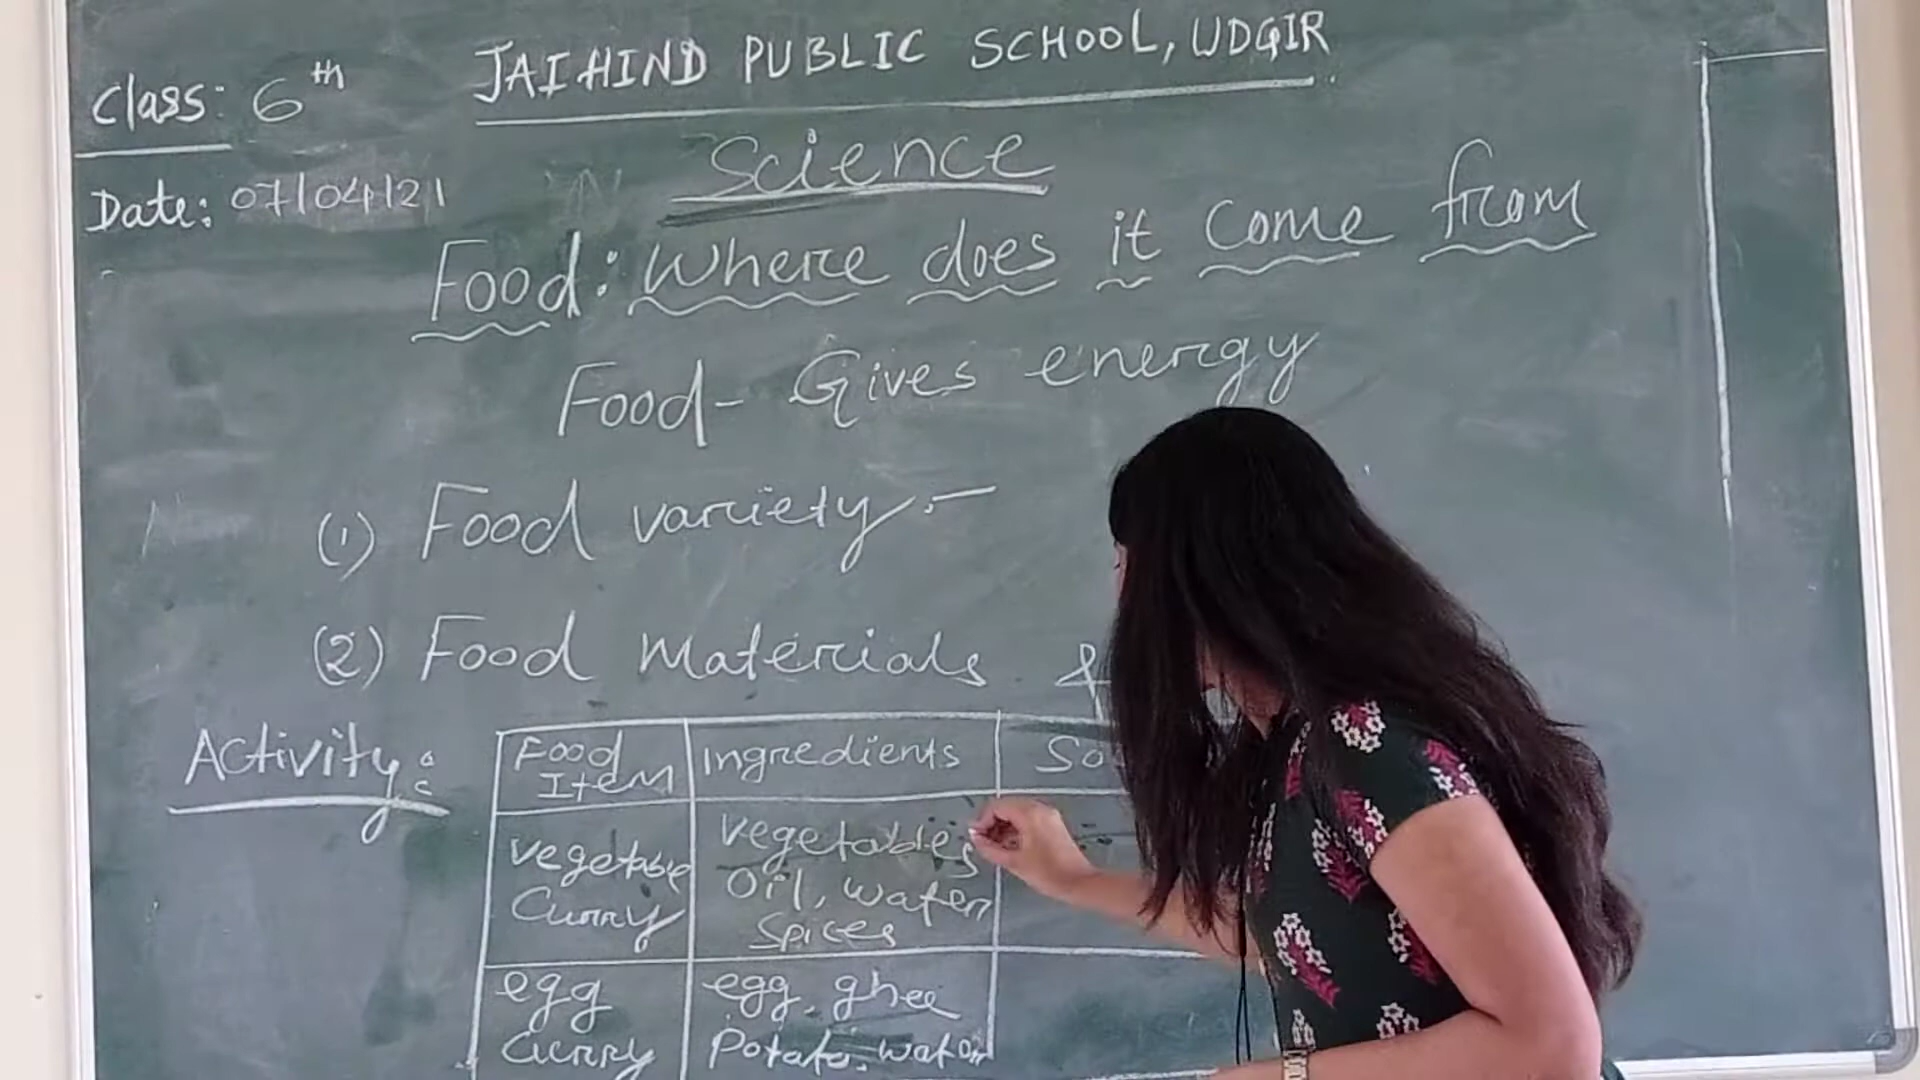 JAIHIND PUBLIC SCHOOL, UDGIR.
Class: 6th
Science
Date: 07/04/21
Food: Where does it come from
Food - Gives energy
(1) Food variety :-
(2) Food Materials &
Activity:
Food Item
Ingredients
So
vegetable
Curry
vegetables
Oil, water
Spices
egg
Curry
egg, ghee
Potato, water